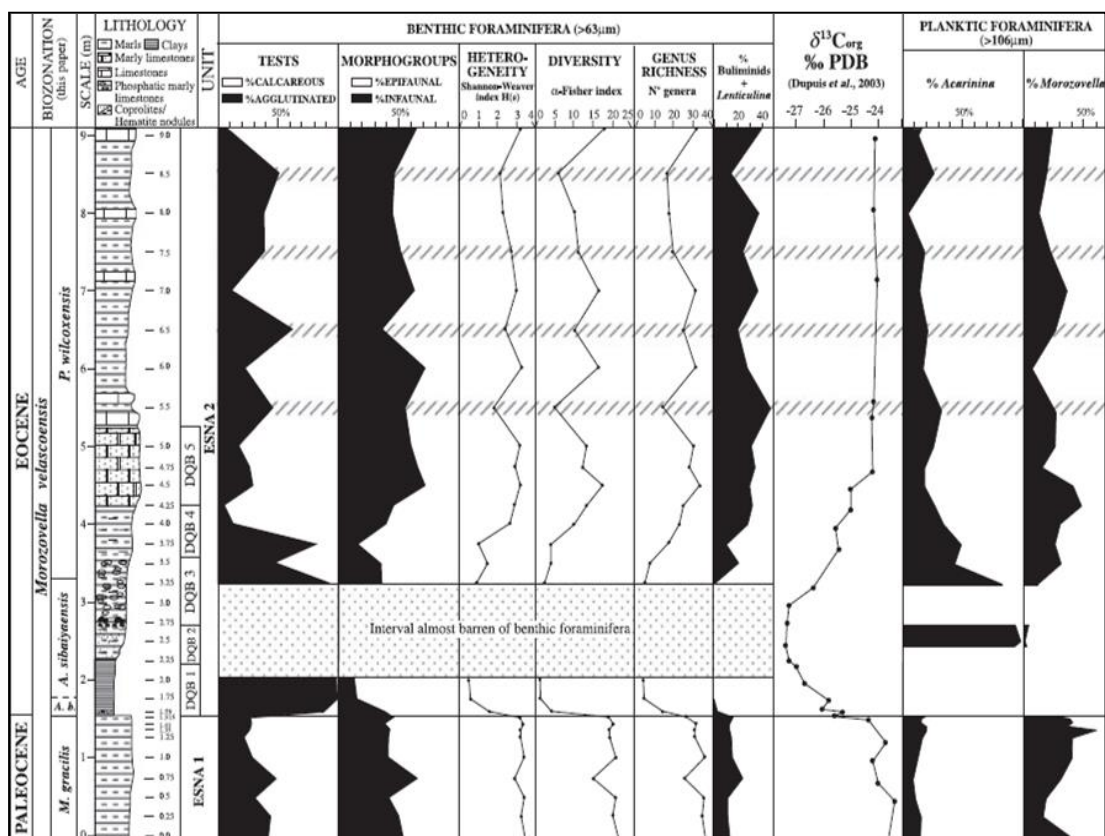 AGE
BIOZONATION
(this paper)
SCALE (m)
LITHOLOGY
Marls
Clays
Marly limestones
Limestones
Phosphatic marly
limestones
Coprolites/
Hematite nodules
UNIT
BENTHIC FORAMINIFERA (>63µm)
TESTS
%CALCAREOUS
%AGGLUTINATED
50%
MORPHOGROUPS
%EPIFAUNAL
%INFAUNAL
50%
HETERO-
GENEITY
Shannon-Weaver
index H(s)
0 1 2 3 4
DIVERSITY
α-Fisher index
0 5 10 15 20 25
GENUS
RICHNESS
Nº genera
0 10 20 30 40
%
Buliminids
+
Lenticulina
20 40
δ13Corg
‰ PDB
(Dupuis et al., 2003)
-27 -26 -25 -24
PLANKTIC FORAMINIFERA
(>106µm)
% Acarinina
50%
% Morozovella
50%
EOCENE
PALEOCENE
Morozovella velascoensis
P. wilcoxensis
A. sibaiyaensis
A. b.
M. gracilis
9
8
7
6
5
4
3
2
1
0
9.0
8.5
8.0
7.5
7.0
6.5
6.0
5.5
5.0
4.75
4.5
4.25
4.0
3.75
3.5
3.25
3.0
2.75
2.5
2.25
2.0
1.75
1.25
1.0
0.75
0.5
0.25
0.0
DQB 5
DQB 4
DQB 3
DQB 2
DQB 1
ESNA 2
ESNA 1
Interval almost barren of benthic foraminifera